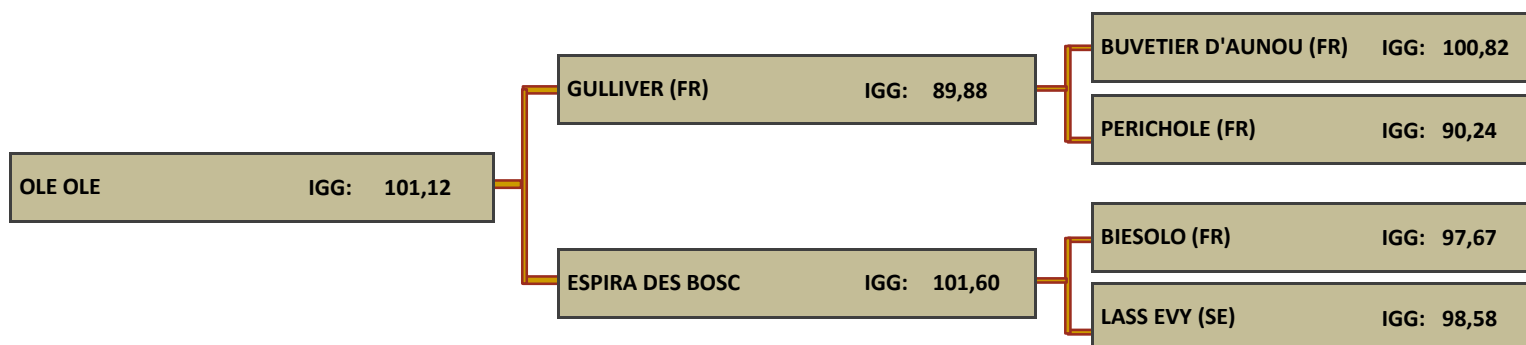 OLE OLE IGG: 101,12
GULLIVER (FR) IGG: 89,88
ESPIRA DES BOSC IGG: 101,60
BUVETIER D'AUNOU (FR) IGG: 100,82
PERICHOLE (FR) IGG: 90,24
BIESOLO (FR) IGG: 97,67
LASS EVY (SE) IGG: 98,58